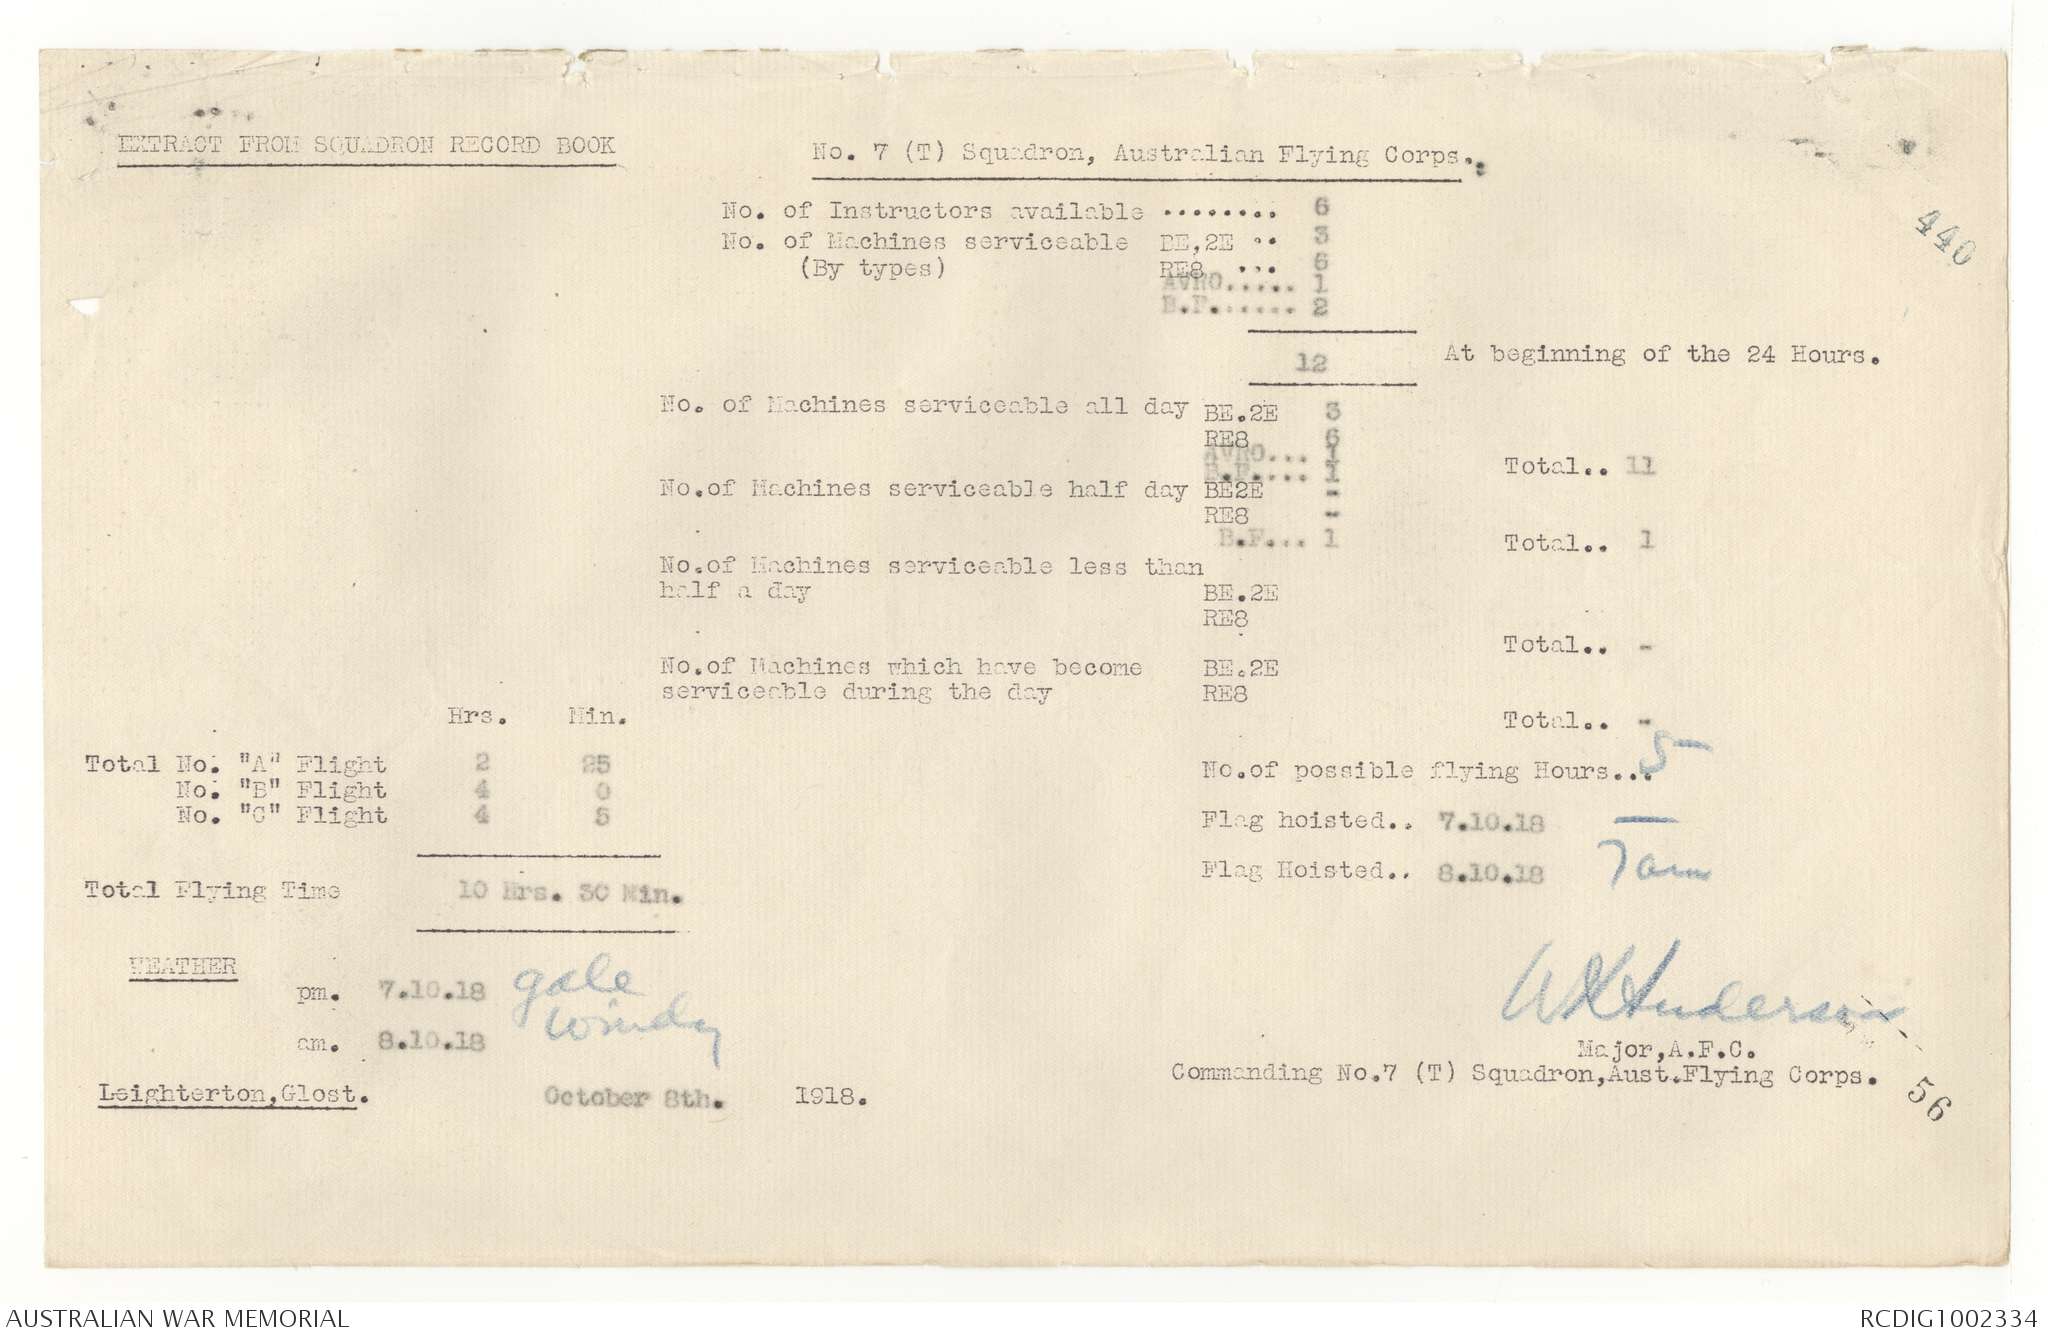 EXTRACT FROM SQUADRON RECORD BOOK
No. 7 (T) Squadron, Australian Flying Corps.
440
No. of Instructors available ........ 6
No. of Machines serviceable BE,2E .. 3
(By types) RE8 ... 6
AVRO..... 1
B.F...... 2
12 At beginning of the 24 Hours.
No. of Machines serviceable all day BE.2E 3
RE8 6
AVRO... 1
B.F.... 1
Total.. 11
No.of Machines serviceable half day BE2E -
RE8 -
B.F... 1
Total.. 1
No.of Machines serviceable less than
half a day BE.2E
RE8
Total.. -
No.of Machines which have become BE.2E
serviceable during the day RE8
Total.. -
Hrs. Min.
Total No. "A" Flight 2 25
No. "B" Flight 4 0
No. "C" Flight 4 5
Total Flying Time 10 Hrs. 30 Min.
No.of possible flying Hours... 5
Flag hoisted.. 7.10.18 —
Flag Hoisted.. 8.10.18 7am
WEATHER
pm. 7.10.18 gale
am. 8.10.18 windy
Leighterton,Glost. October 8th. 1918.
WH Anderson
Major,A.F.C.
Commanding No.7 (T) Squadron,Aust.Flying Corps.
56
AUSTRALIAN WAR MEMORIAL
RCDIG1002334